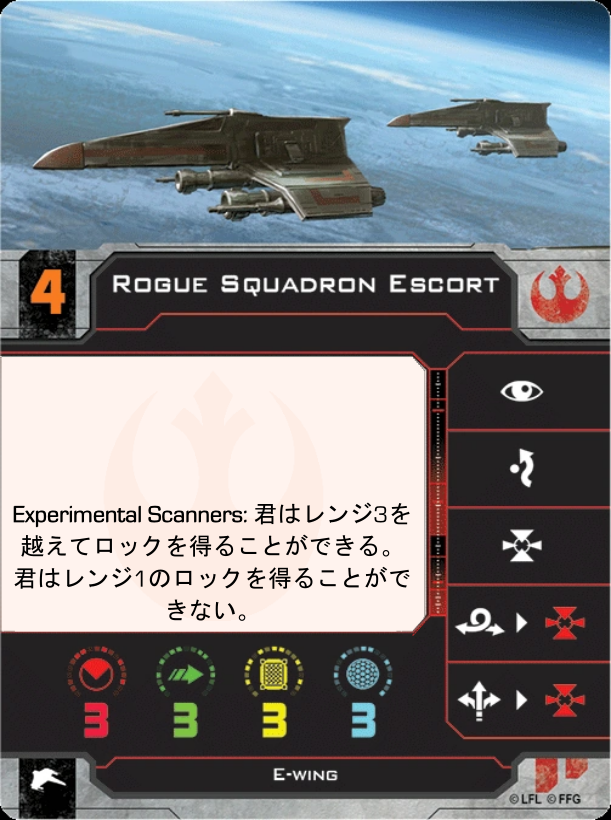 4
Rogue Squadron Escort
Experimental Scanners: 君はレンジ3を
越えてロックを得ることができる。
君はレンジ1のロックを得ることがで
きない。
3 3 3 3
E-wing
©LFL ©FFG